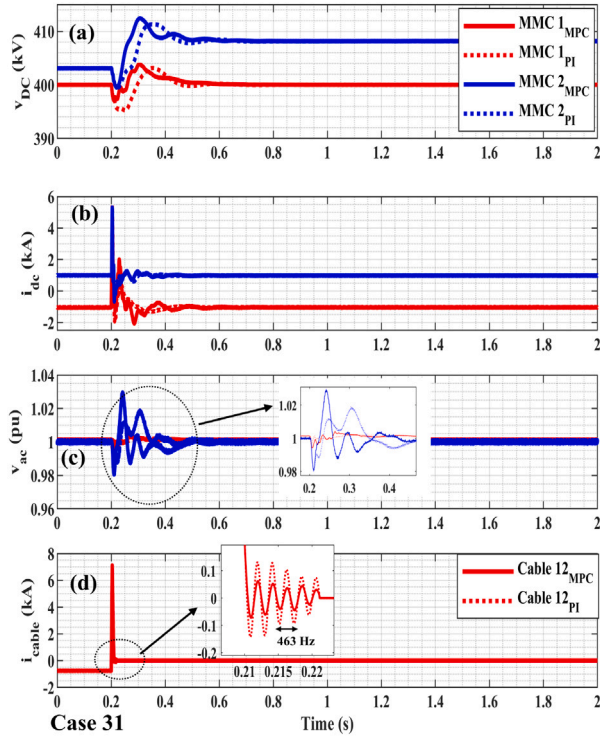 (a)
v_DC (kV)
410
400
390
MMC 1_MPC
MMC 1_PI
MMC 2_MPC
MMC 2_PI
0 0.2 0.4 0.6 0.8 1 1.2 1.4 1.6 1.8 2
(b)
i_dc (kA)
6
4
2
0
-2
0 0.2 0.4 0.6 0.8 1 1.2 1.4 1.6 1.8 2
(c)
v_ac (pu)
1.04
1.02
1
0.98
0.96
1.02
1
0.98
0.2 0.3 0.4
0 0.2 0.4 0.6 0.8 1 1.2 1.4 1.6 1.8 2
(d)
i_cable (kA)
8
6
4
2
0
-2
0.1
0
-0.1
-0.2
463 Hz
0.21 0.215 0.22
Cable 12_MPC
Cable 12_PI
0 0.2 0.4 0.6 0.8 1 1.2 1.4 1.6 1.8 2
Case 31
Time (s)